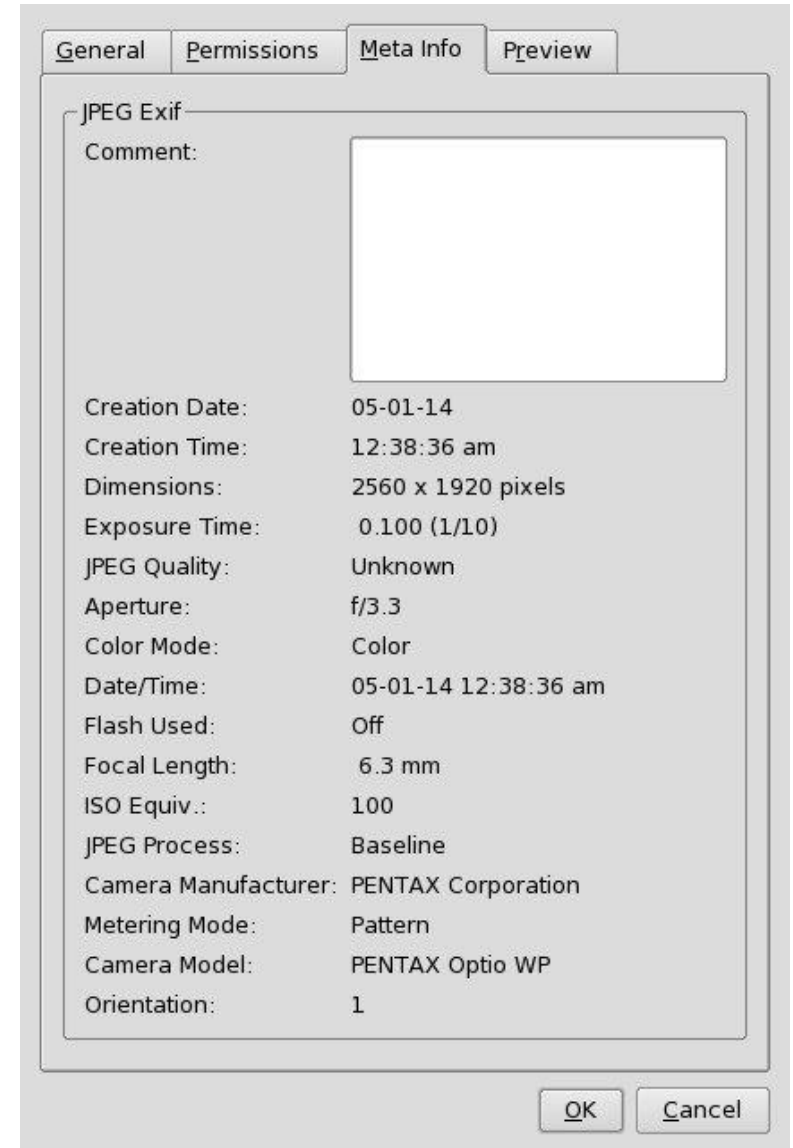 General Permissions Meta Info Preview
JPEG Exif
Comment:
Creation Date: 05-01-14
Creation Time: 12:38:36 am
Dimensions: 2560 x 1920 pixels
Exposure Time: 0.100 (1/10)
JPEG Quality: Unknown
Aperture: f/3.3
Color Mode: Color
Date/Time: 05-01-14 12:38:36 am
Flash Used: Off
Focal Length: 6.3 mm
ISO Equiv.: 100
JPEG Process: Baseline
Camera Manufacturer: PENTAX Corporation
Metering Mode: Pattern
Camera Model: PENTAX Optio WP
Orientation: 1
OK Cancel